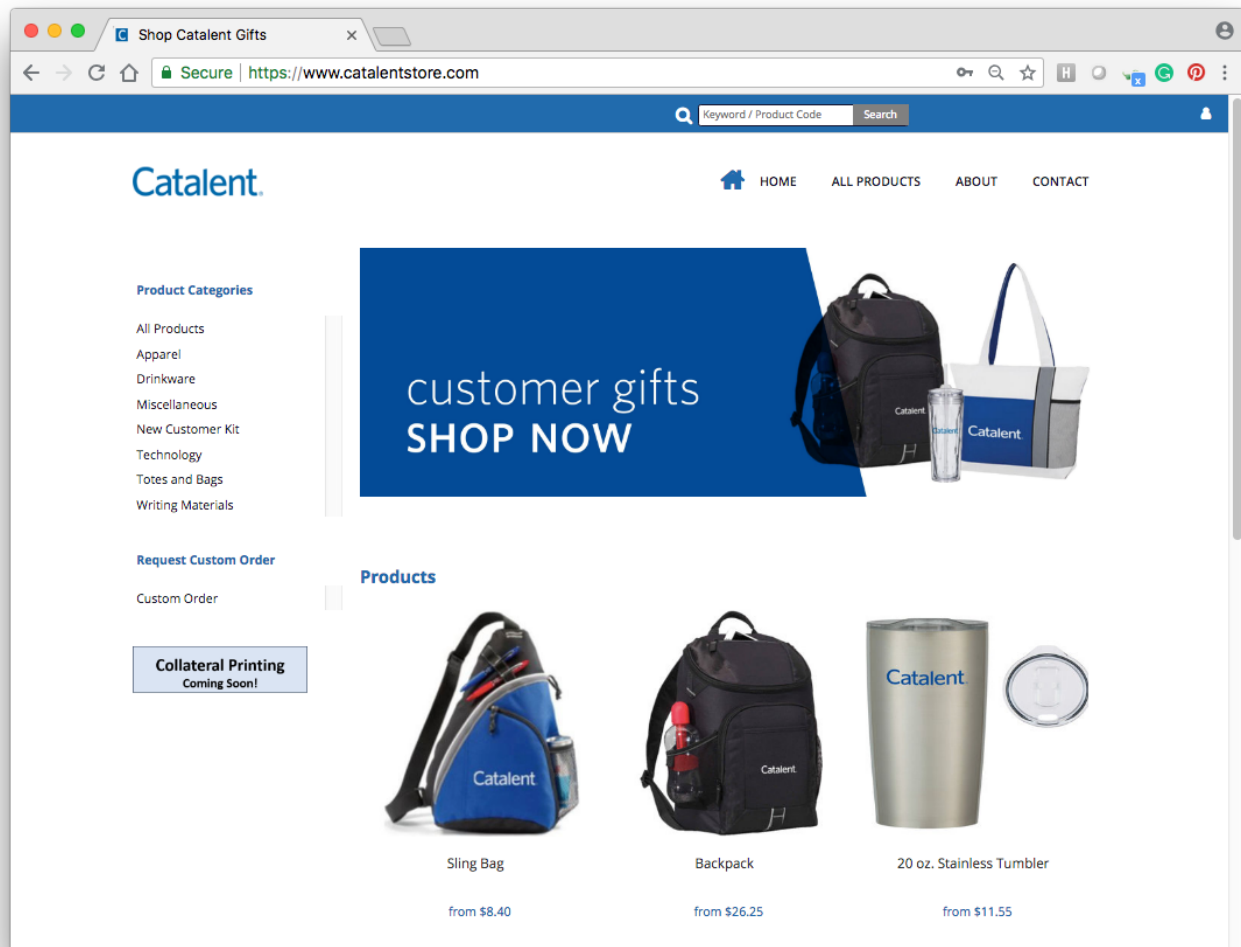 Shop Catalent Gifts
Secure | https://www.catalentstore.com
Keyword / Product Code
Search
Catalent.
HOME
ALL PRODUCTS
ABOUT
CONTACT
Product Categories
All Products
Apparel
Drinkware
Miscellaneous
New Customer Kit
Technology
Totes and Bags
Writing Materials
customer gifts
SHOP NOW
Catalent
Catalent
Catalent
Request Custom Order
Custom Order
Collateral Printing
Coming Soon!
Products
Catalent
Catalent
Catalent
Sling Bag
Backpack
20 oz. Stainless Tumbler
from $8.40
from $26.25
from $11.55